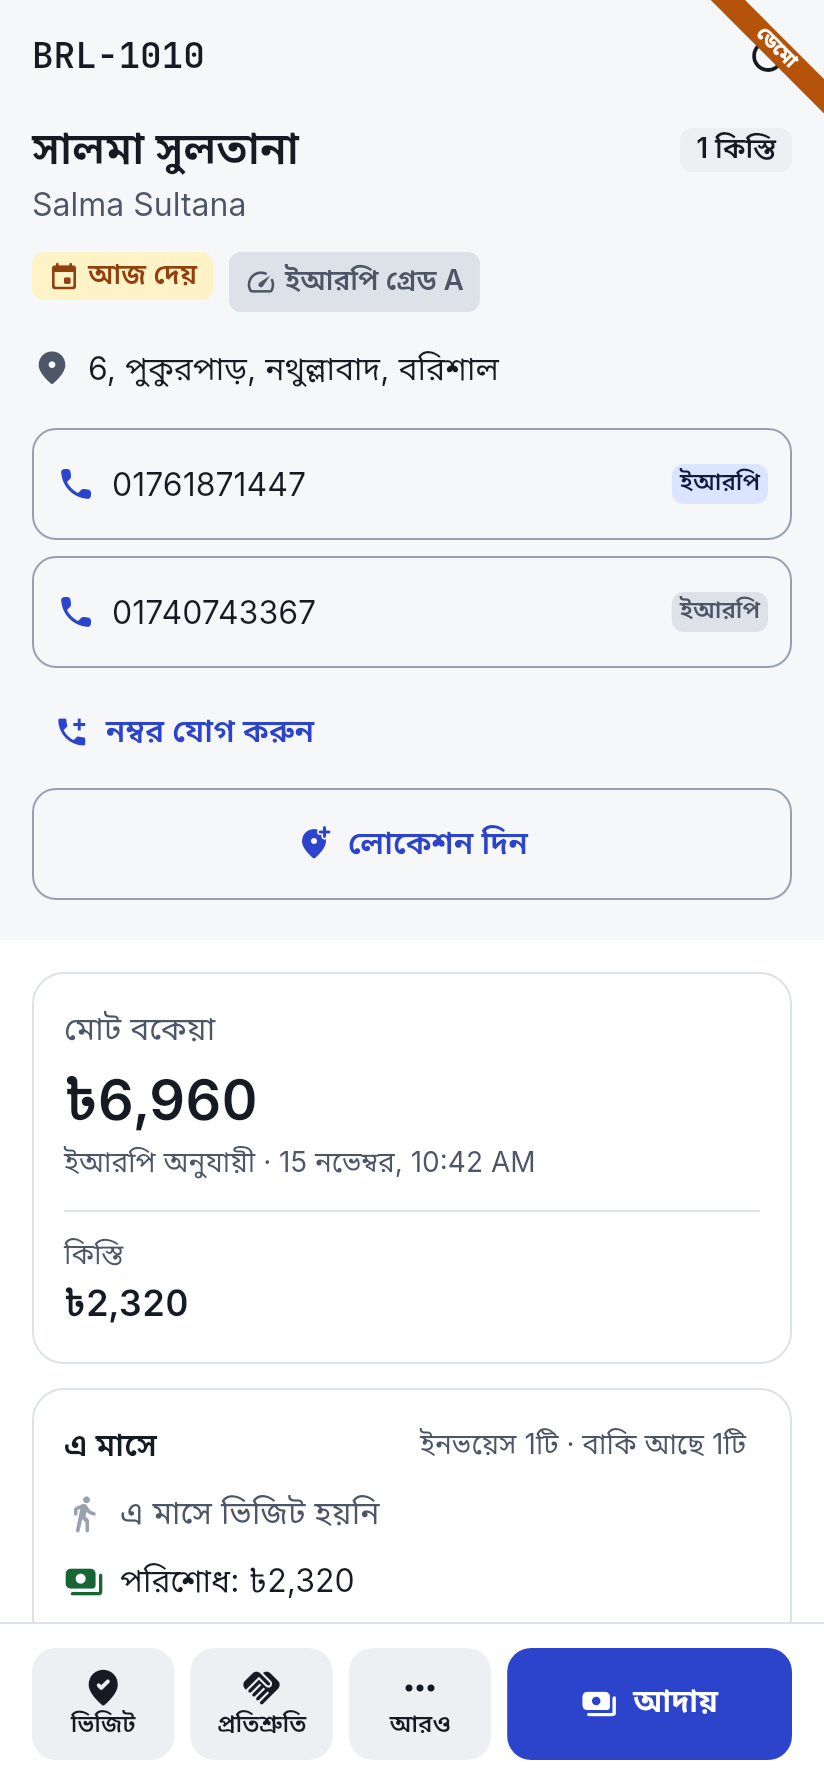 BRL-1010
ডেমো
সালমা সুলতানা
1 কিস্তি
Salma Sultana
আজ দেয়
ইআরপি গ্রেড A
6, পুকুরপাড়, নথুল্লাবাদ, বরিশাল
01761871447
ইআরপি
01740743367
ইআরপি
নম্বর যোগ করুন
লোকেশন দিন
মোট বকেয়া
৳6,960
ইআরপি অনুযায়ী · 15 নভেম্বর, 10:42 AM
কিস্তি
৳2,320
এ মাসে
ইনভয়েস 1টি · বাকি আছে 1টি
এ মাসে ভিজিট হয়নি
পরিশোধ: ৳2,320
ভিজিট
প্রতিশ্রুতি
আরও
আদায়